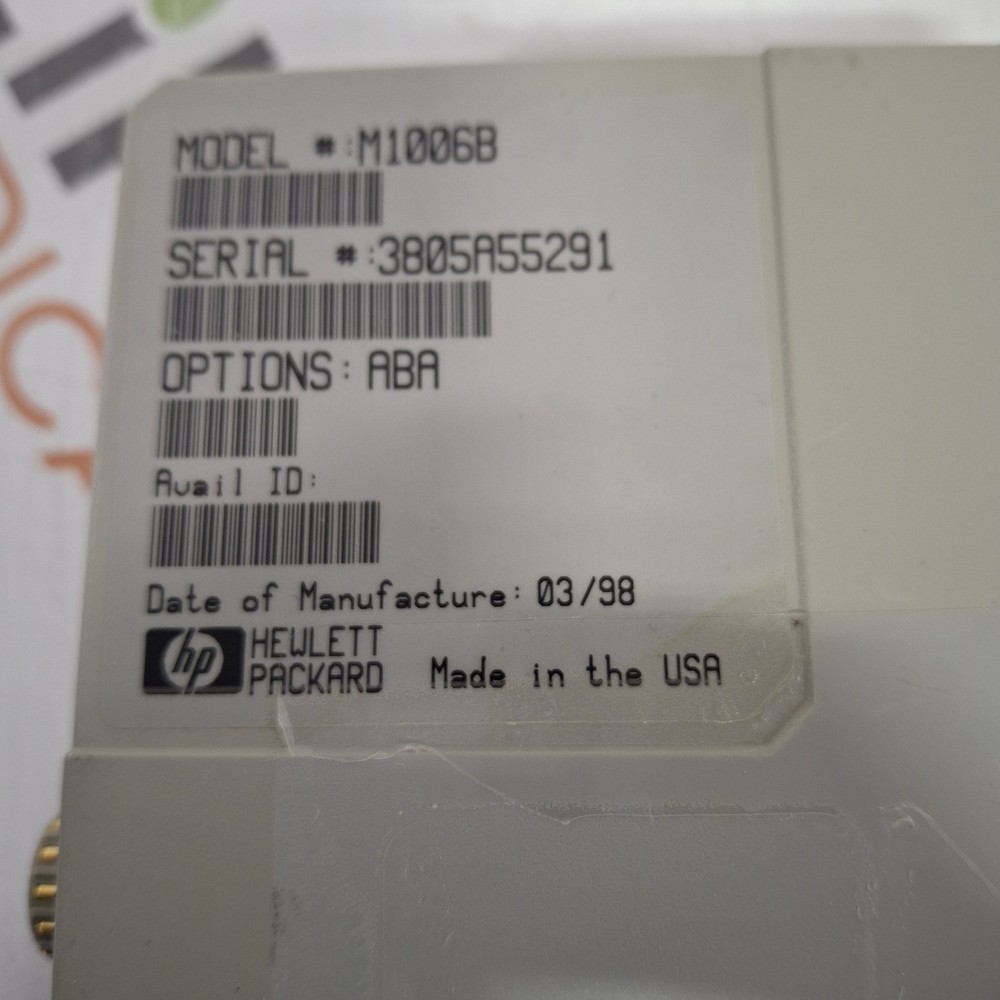 MODEL #:M1006B
SERIAL #:3805A55291
OPTIONS: ABA
Avail ID:
Date of Manufacture: 03/98
hp HEWLETT
PACKARD Made in the USA